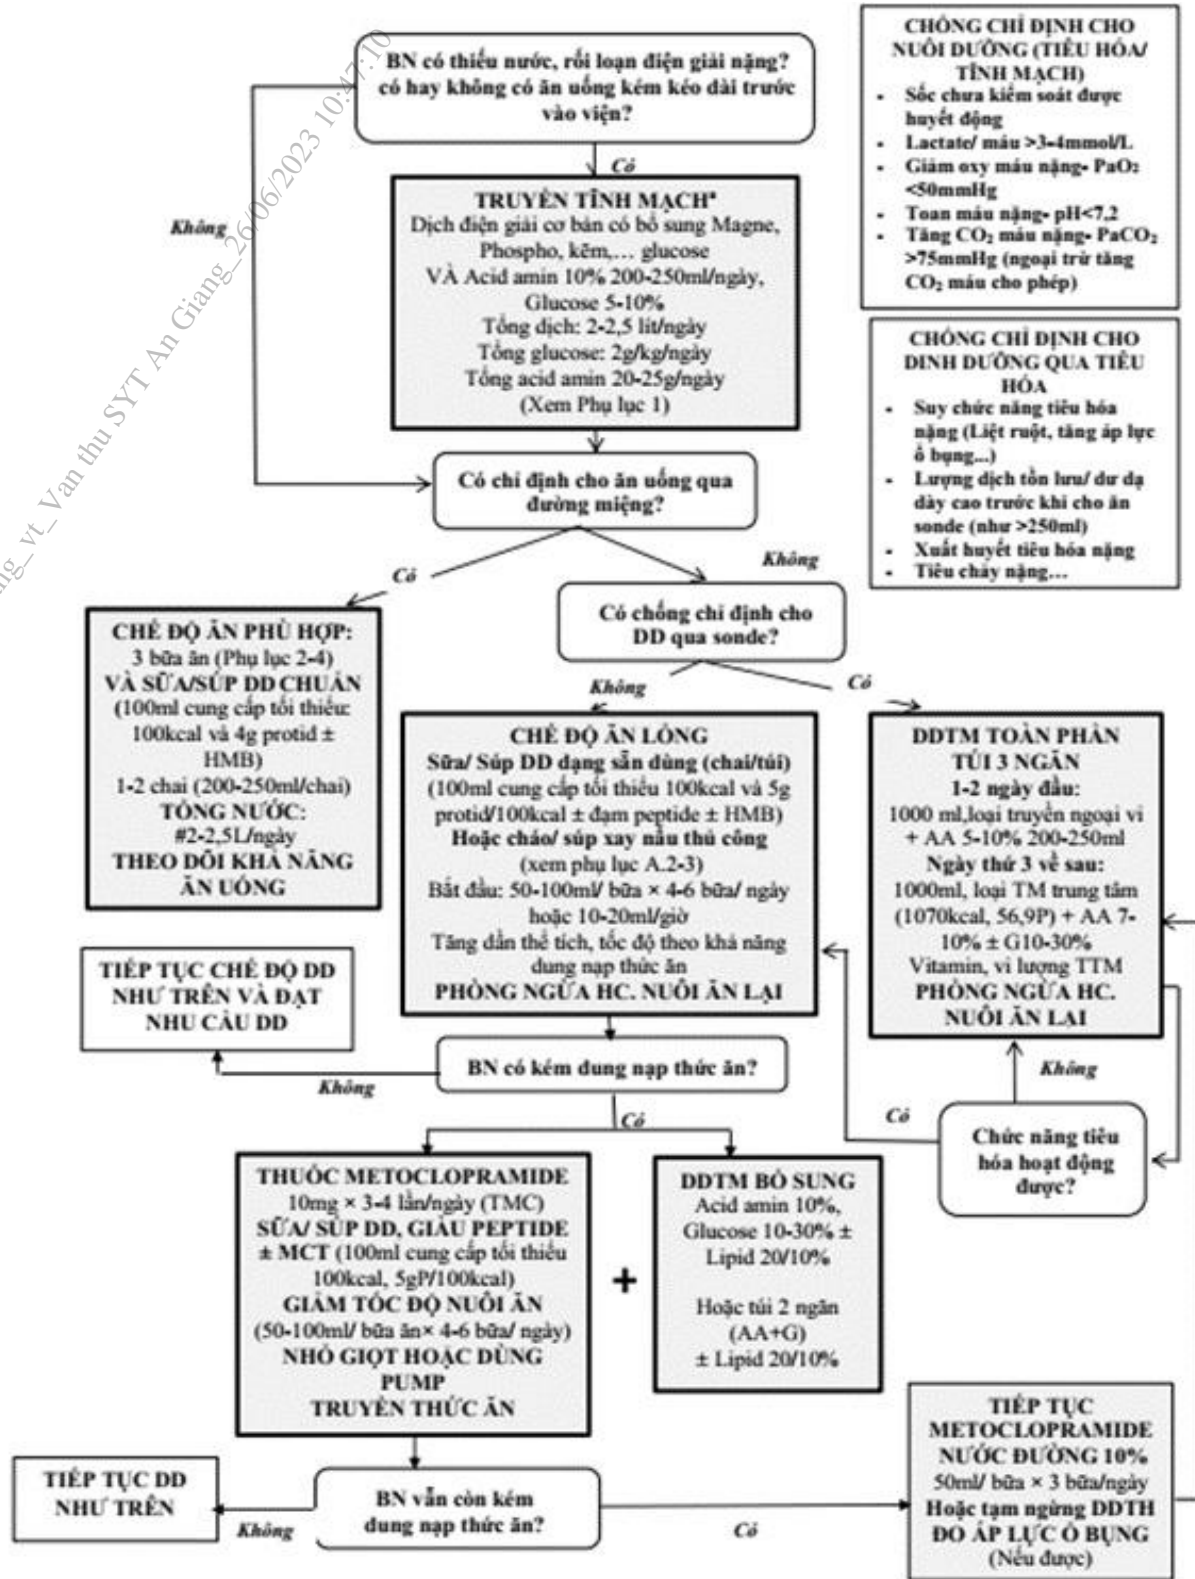 BN có thiếu nước, rối loạn điện giải nặng?
có hay không có ăn uống kém kéo dài trước
vào viện?
Không
Có
TRUYỀN TĨNH MẠCH*
Dịch điện giải cơ bản có bổ sung Magne,
Phospho, kẽm,… glucose
VÀ Acid amin 10% 200-250ml/ngày,
Glucose 5-10%
Tổng dịch: 2-2,5 lít/ngày
Tổng glucose: 2g/kg/ngày
Tổng acid amin 20-25g/ngày
(Xem Phụ lục 1)
CHỐNG CHỈ ĐỊNH CHO
NUÔI DƯỠNG (TIÊU HÓA/
TĨNH MẠCH)
- Sốc chưa kiểm soát được
huyết động
- Lactate/ máu >3-4mmol/L
- Giảm oxy máu nặng- PaO₂
<50mmHg
- Toan máu nặng- pH<7,2
- Tăng CO₂ máu nặng- PaCO₂
>75mmHg (ngoại trừ tăng
CO₂ máu cho phép)
CHỐNG CHỈ ĐỊNH CHO
DINH DƯỠNG QUA TIÊU
HÓA
- Suy chức năng tiêu hóa
nặng (Liệt ruột, tăng áp lực
ổ bụng...)
- Lượng dịch tồn lưu/ dư dạ
dày cao trước khi cho ăn
sonde (như >250ml)
- Xuất huyết tiêu hóa nặng
- Tiêu chảy nặng…
Có chỉ định cho ăn uống qua
đường miệng?
Có
Không
CHẾ ĐỘ ĂN PHÙ HỢP:
3 bữa ăn (Phụ lục 2-4)
VÀ SỮA/SÚP DD CHUẨN
(100ml cung cấp tối thiểu:
100kcal và 4g protid ±
HMB)
1-2 chai (200-250ml/chai)
TỔNG NƯỚC:
#2-2,5L/ngày
THEO DÕI KHẢ NĂNG
ĂN UỐNG
Có chống chỉ định cho
DD qua sonde?
Không
Có
CHẾ ĐỘ ĂN LỎNG
Sữa/ Súp DD dạng sẵn dùng (chai/túi)
(100ml cung cấp tối thiểu 100kcal và 5g
protid/100kcal ± đạm peptide ± HMB)
Hoặc cháo/ súp xay nấu thủ công
(xem phụ lục A.2-3)
Bắt đầu: 50-100ml/ bữa × 4-6 bữa/ ngày
hoặc 10-20ml/giờ
Tăng dần thể tích, tốc độ theo khả năng
dung nạp thức ăn
PHÒNG NGỪA HC. NUÔI ĂN LẠI
DDTM TOÀN PHẦN
TÚI 3 NGĂN
1-2 ngày đầu:
1000 ml,loại truyền ngoại vi
+ AA 5-10% 200-250ml
Ngày thứ 3 về sau:
1000ml, loại TM trung tâm
(1070kcal, 56,9P) + AA 7-
10% ± G10-30%
Vitamin, vi lượng TTM
PHÒNG NGỪA HC.
NUÔI ĂN LẠI
TIẾP TỤC CHẾ ĐỘ DD
NHƯ TRÊN VÀ ĐẠT
NHU CẦU DD
BN có kém dung nạp thức ăn?
Không
Có
Không
Có
Chức năng tiêu
hóa hoạt động
được?
THUỐC METOCLOPRAMIDE
10mg × 3-4 lần/ngày (TMC)
SỮA/ SÚP DD, GIÀU PEPTIDE
± MCT (100ml cung cấp tối thiểu
100kcal, 5gP/100kcal)
GIẢM TỐC ĐỘ NUÔI ĂN
(50-100ml/ bữa ăn× 4-6 bữa/ ngày)
NHỎ GIỌT HOẶC DÙNG
PUMP
TRUYỀN THỨC ĂN
+
DDTM BỔ SUNG
Acid amin 10%,
Glucose 10-30% ±
Lipid 20/10%
Hoặc túi 2 ngăn
(AA+G)
± Lipid 20/10%
TIẾP TỤC DD
NHƯ TRÊN
Không
BN vẫn còn kém
dung nạp thức ăn?
Có
TIẾP TỤC
METOCLOPRAMIDE
NƯỚC ĐƯỜNG 10%
50ml/ bữa × 3 bữa/ngày
Hoặc tạm ngừng DDTH
ĐO ÁP LỰC Ổ BỤNG
(Nếu được)
vt_Van thu SYT An Giang_26/06/2023 10:47:10